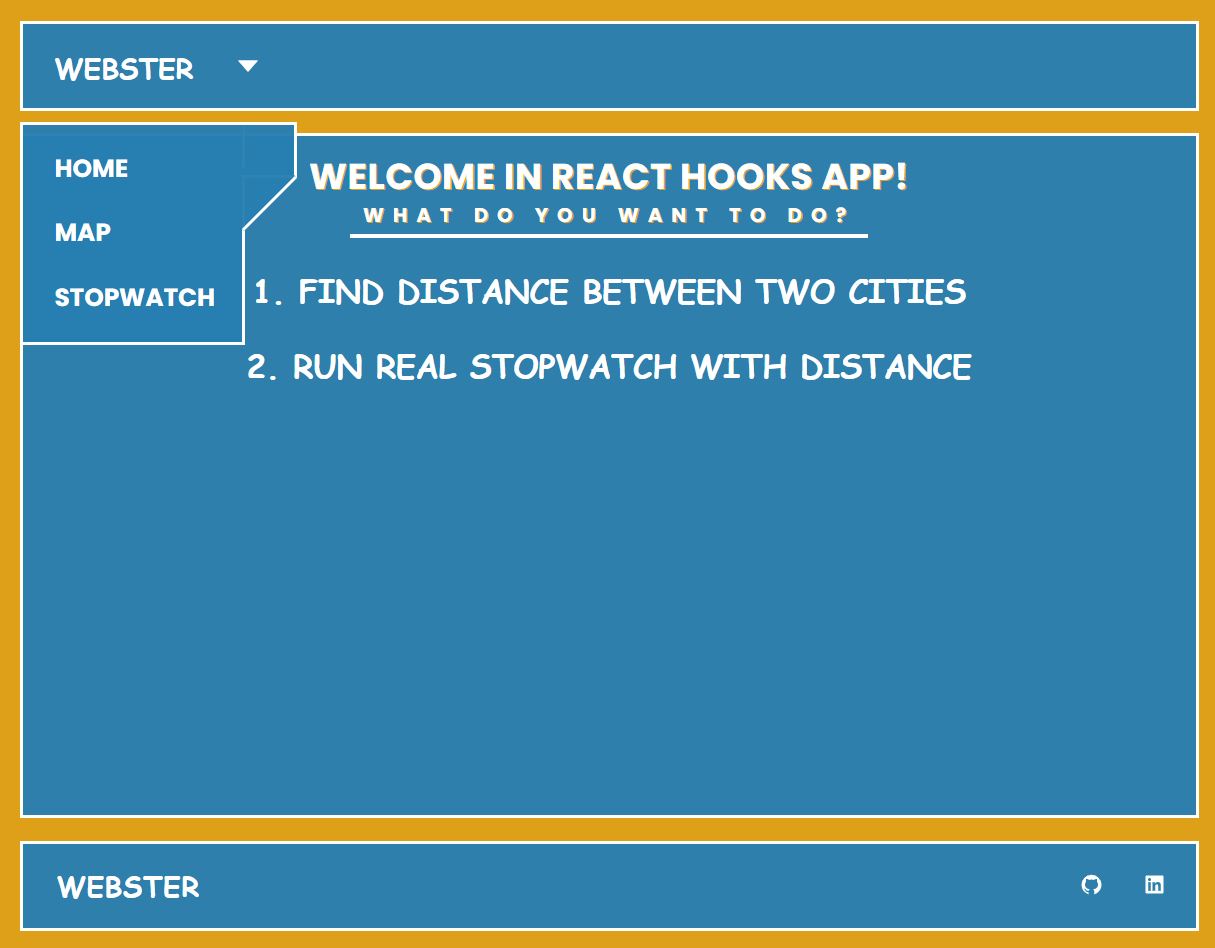 WEBSTER
HOME
MAP
STOPWATCH
WELCOME IN REACT HOOKS APP!
WHAT DO YOU WANT TO DO?
1. FIND DISTANCE BETWEEN TWO CITIES
2. RUN REAL STOPWATCH WITH DISTANCE
WEBSTER
in